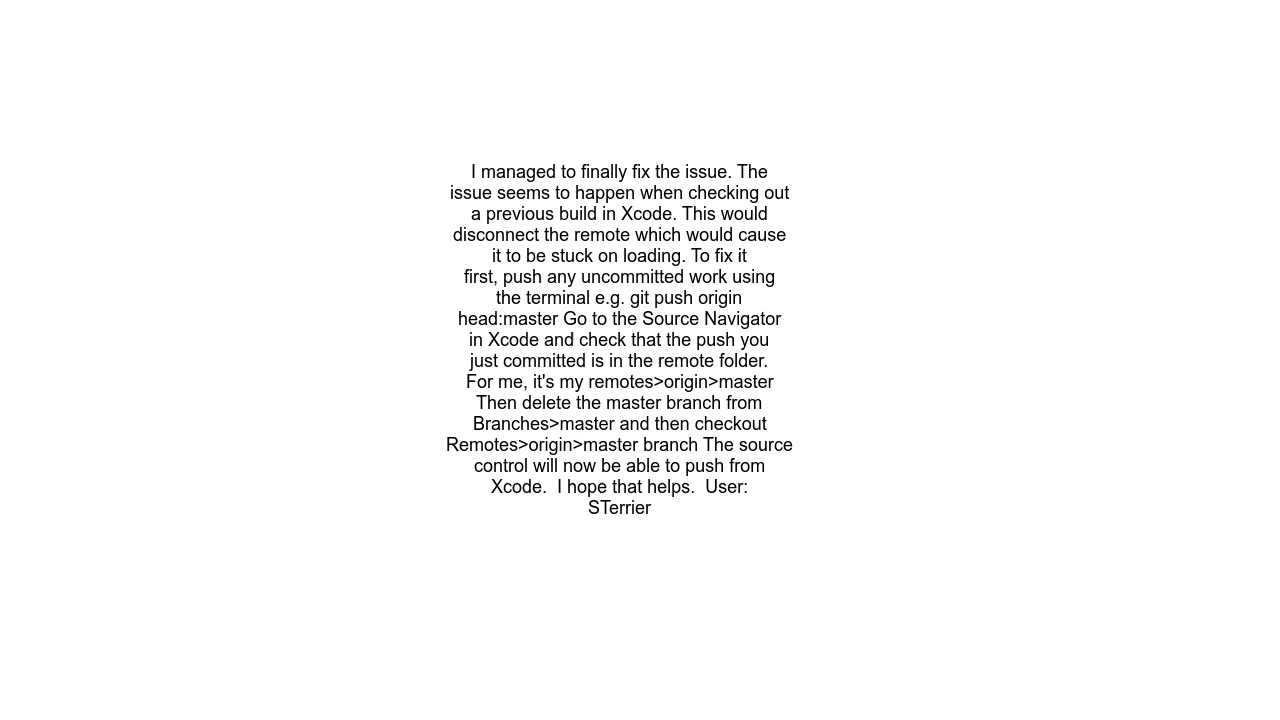 I managed to finally fix the issue. The
issue seems to happen when checking out
a previous build in Xcode. This would
disconnect the remote which would cause
it to be stuck on loading. To fix it
first, push any uncommitted work using
the terminal e.g. git push origin
head:master Go to the Source Navigator
in Xcode and check that the push you
just committed is in the remote folder.
For me, it's my remotes>origin>master
Then delete the master branch from
Branches>master and then checkout
Remotes>origin>master branch The source
control will now be able to push from
Xcode.  I hope that helps.  User:
STerrier